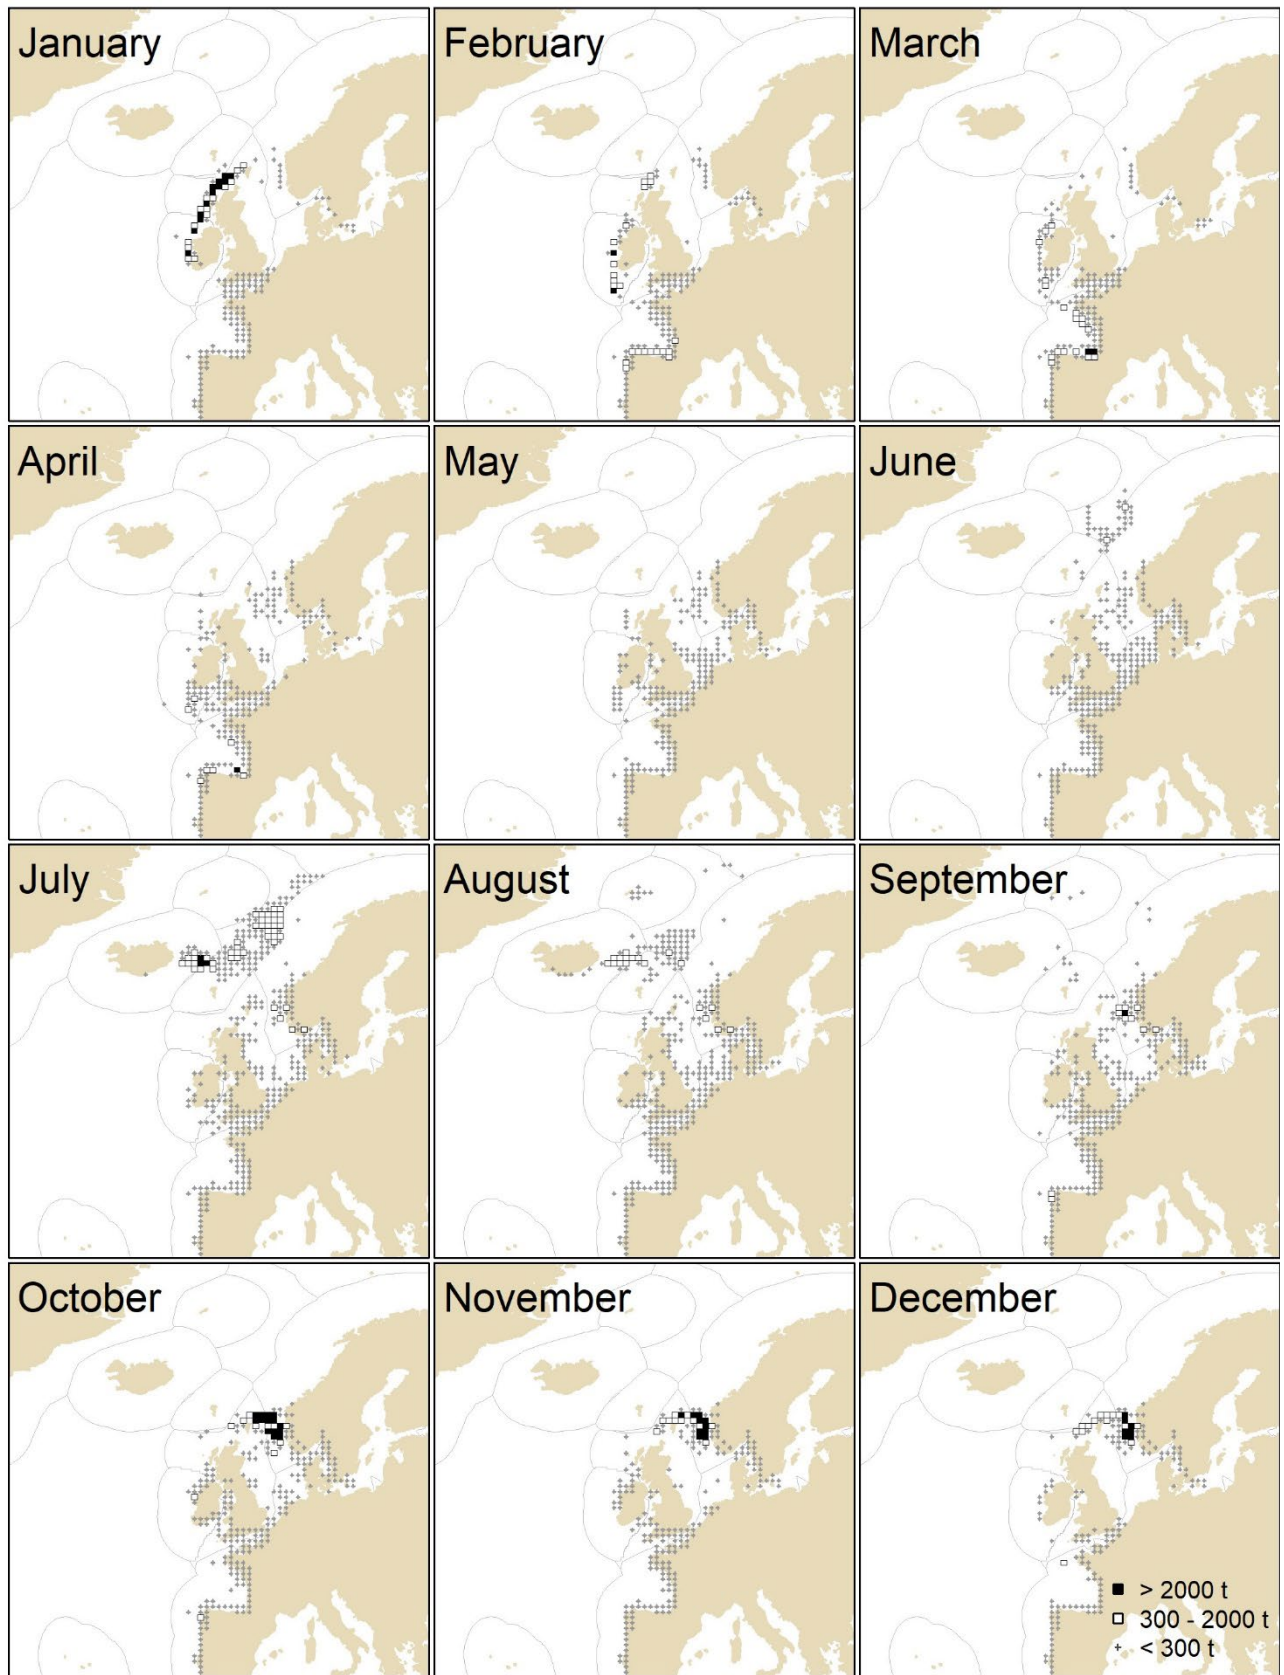 January
February
March
April
May
June
July
August
September
October
November
December
> 2000 t
300 - 2000 t
< 300 t